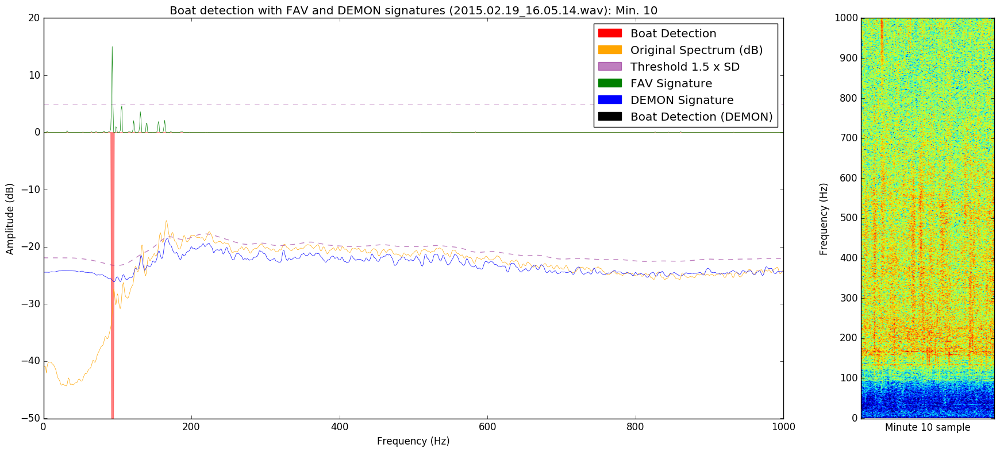 Boat detection with FAV and DEMON signatures (2015.02.19_16.05.14.wav): Min. 10
20
10
0
−10
−20
−30
−40
−50
Amplitude (dB)
0
200
400
600
800
1000
Frequency (Hz)
Boat Detection
Original Spectrum (dB)
Threshold 1.5 x SD
FAV Signature
DEMON Signature
Boat Detection (DEMON)
1000
900
800
700
600
500
400
300
200
100
0
Frequency (Hz)
Minute 10 sample